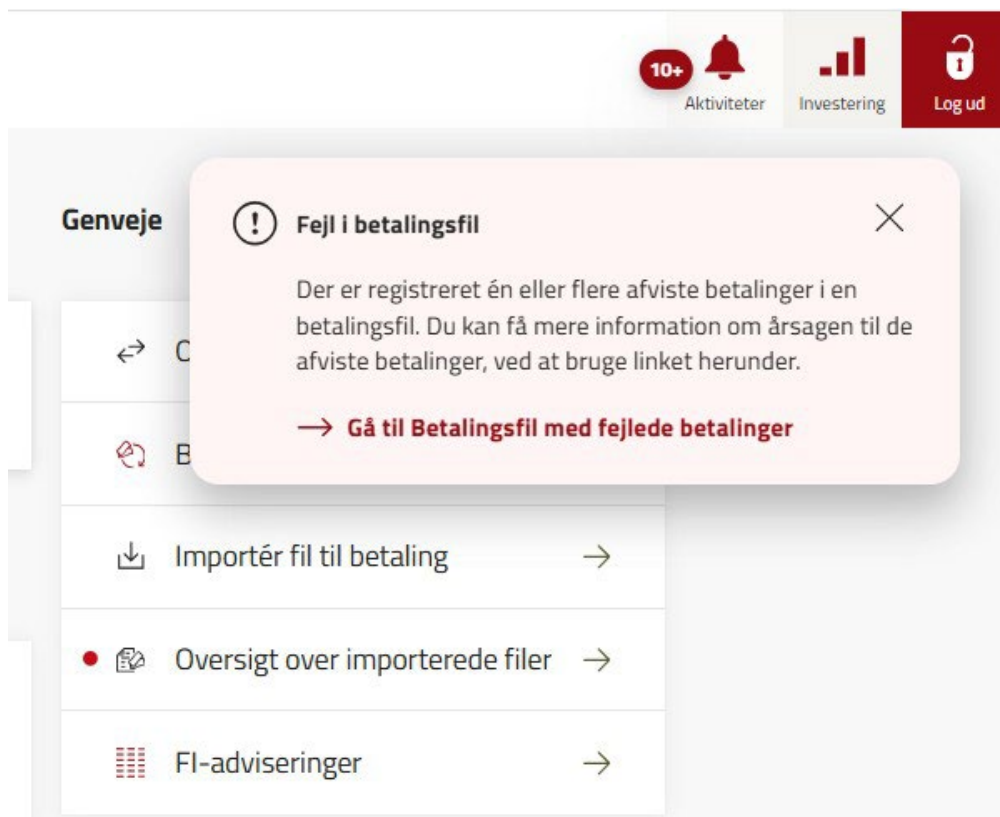 10+
Aktiviteter
Investering
Log ud
Genveje
Fejl i betalingsfil
Der er registreret én eller flere afviste betalinger i en
betalingsfil. Du kan få mere information om årsagen til de
afviste betalinger, ved at bruge linket herunder.
Gå til Betalingsfil med fejlede betalinger
Importér fil til betaling
Oversigt over importerede filer
FI-adviseringer